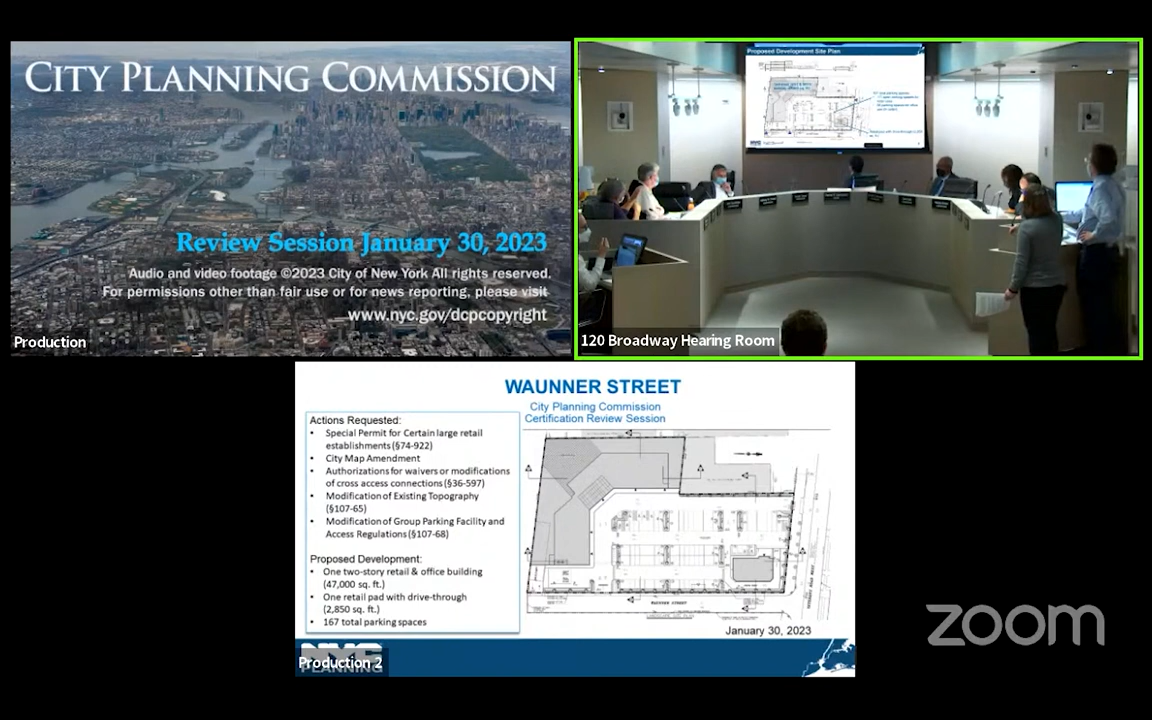 CITY PLANNING COMMISSION
Review Session January 30, 2023
Audio and video footage ©2023 City of New York All rights reserved.
For permissions other than fair use or for news reporting, please visit
www.nyc.gov/dcpcopyright
Production
Proposed Development Site Plan
120 Broadway Hearing Room
WAUNNER STREET
City Planning Commission
Certification Review Session
Actions Requested:
• Special Permit for Certain large retail
establishments (§74-922)
• City Map Amendment
• Authorizations for waivers or modifications
of cross access connections (§36-597)
• Modification of Existing Topography
(§107-65)
• Modification of Group Parking Facility and
Access Regulations (§107-68)
Proposed Development:
• One two-story retail & office building
(47,000 sq. ft.)
• One retail pad with drive-through
(2,850 sq. ft.)
• 167 total parking spaces
WAUNNER STREET
January 30, 2023
NYC
PLANNING
Production 2
zoom